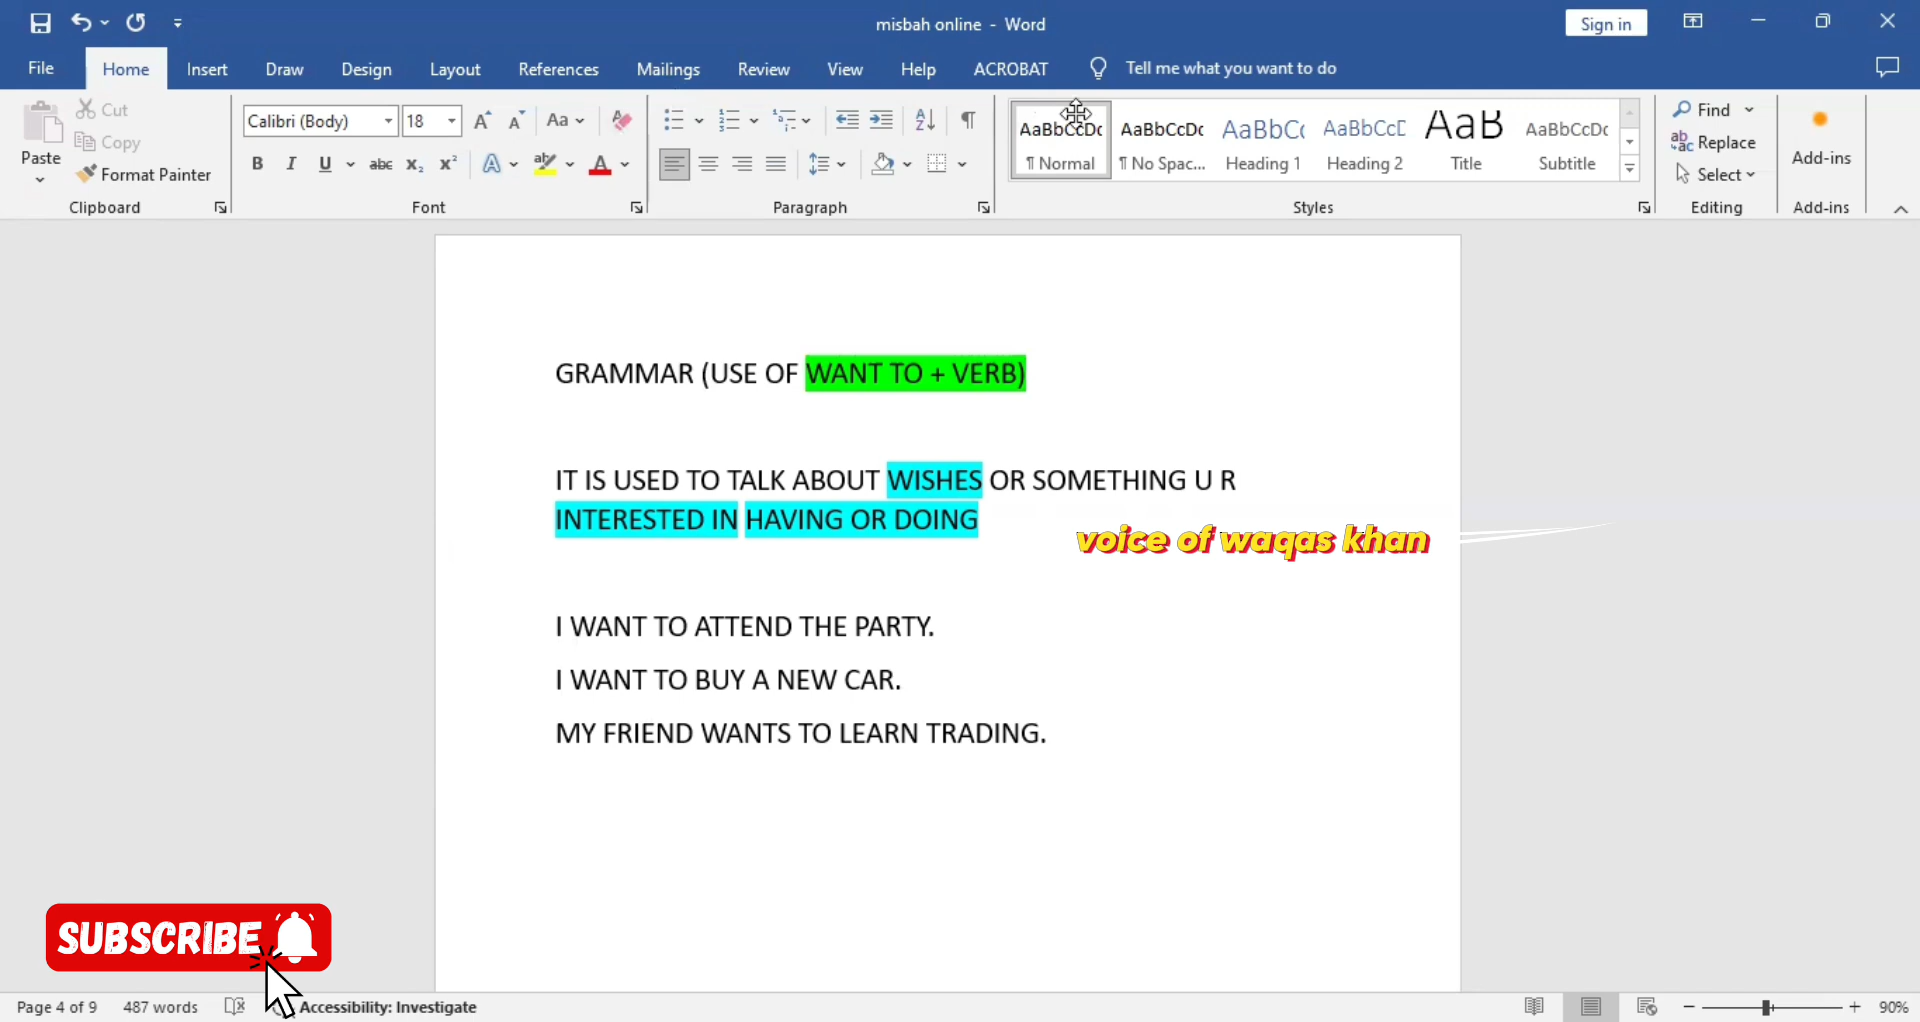 misbah online - Word
Sign in
File Home Insert Draw Design Layout References Mailings Review View Help ACROBAT Tell me what you want to do
Paste
Cut
Copy
Format Painter
Clipboard
Calibri (Body) 18
Font
Paragraph
AaBbCcDc AaBbCcDc AaBbCc AaBbCcD AaB AaBbCcDc
¶ Normal ¶ No Spac... Heading 1 Heading 2 Title Subtitle
Styles
Find
Replace
Select
Editing
Add-ins
Add-ins
GRAMMAR (USE OF WANT TO + VERB)
IT IS USED TO TALK ABOUT WISHES OR SOMETHING U R
INTERESTED IN HAVING OR DOING
voice of waqas khan
I WANT TO ATTEND THE PARTY.
I WANT TO BUY A NEW CAR.
MY FRIEND WANTS TO LEARN TRADING.
SUBSCRIBE
Page 4 of 9 487 words Accessibility: Investigate 90%